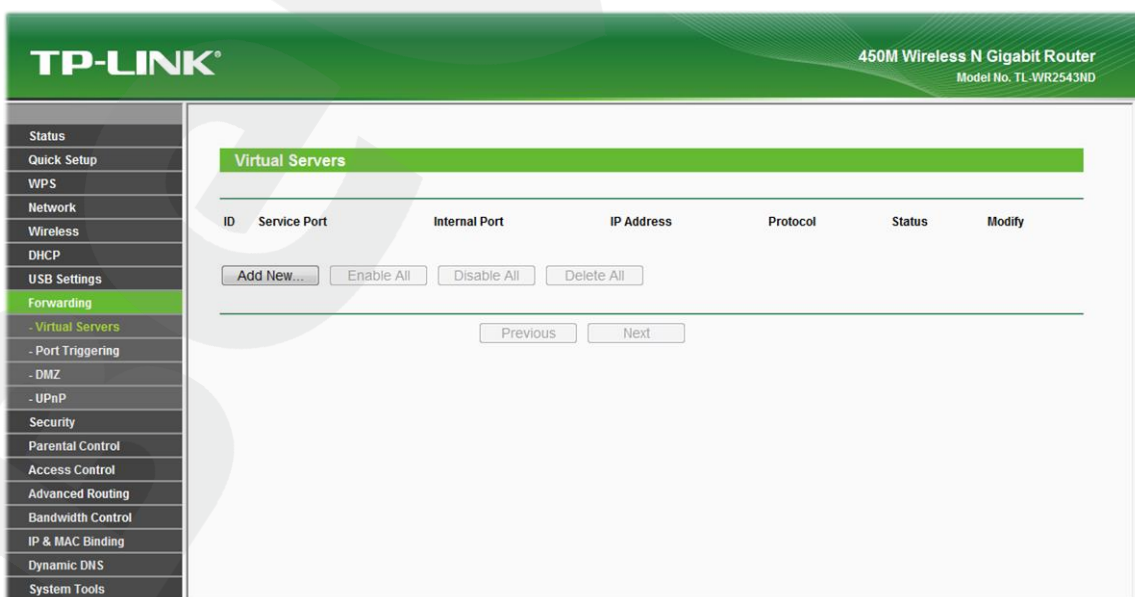 TP-LINK®
450M Wireless N Gigabit Router
Model No. TL-WR2543ND
Status
Quick Setup
WPS
Network
Wireless
DHCP
USB Settings
Forwarding
- Virtual Servers
- Port Triggering
- DMZ
- UPnP
Security
Parental Control
Access Control
Advanced Routing
Bandwidth Control
IP & MAC Binding
Dynamic DNS
System Tools
Virtual Servers
ID Service Port Internal Port IP Address Protocol Status Modify
Add New... Enable All Disable All Delete All
Previous Next